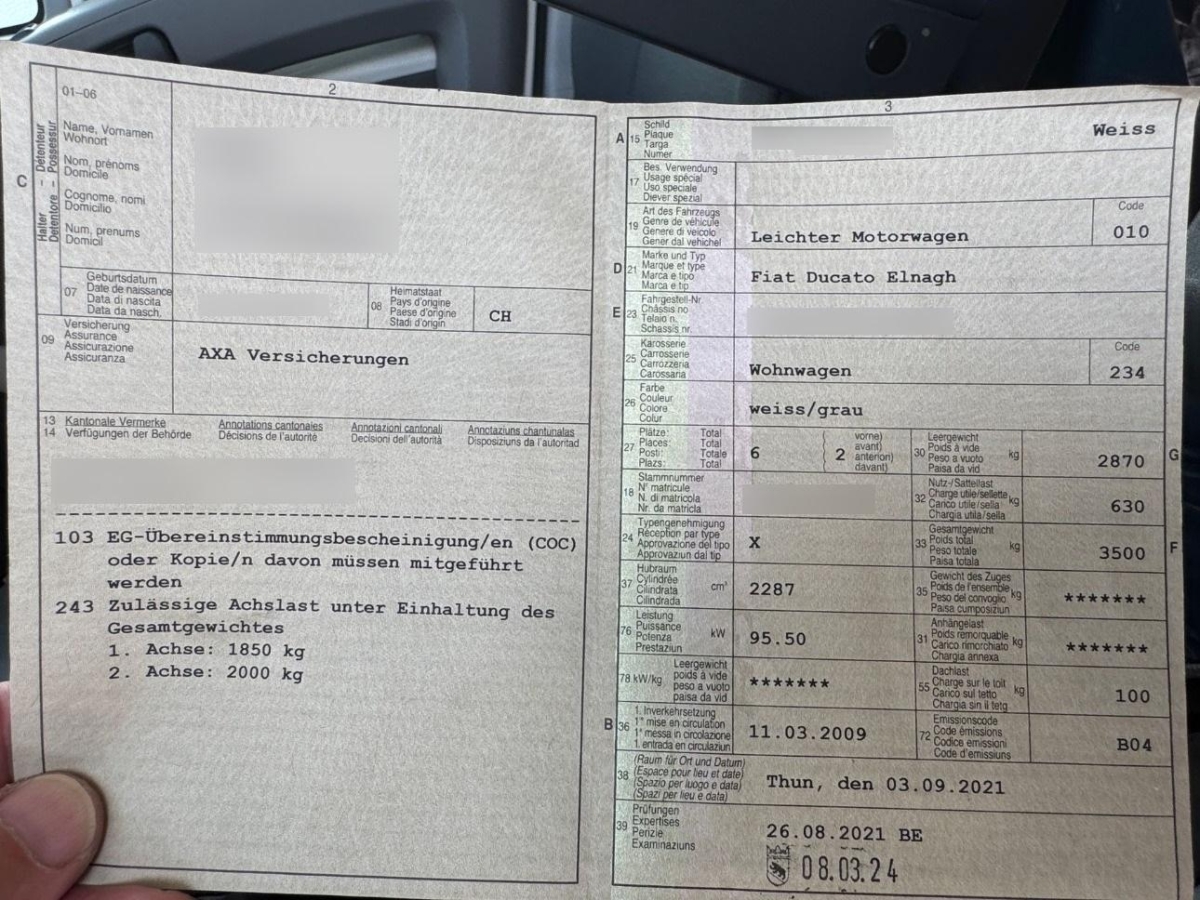 2
01–06
C
Halter – Détenteur
Detentore – Possessur
Name, Vornamen
Wohnort
Nom, prénoms
Domicile
Cognome, nomi
Domicilio
Num, prenums
Domicil
07
Geburtsdatum
Date de naissance
Data di nascita
Data da nasch.
08
Heimatstaat
Pays d'origine
Paese d'origine
Stadi d'origin
CH
09
Versicherung
Assurance
Assicurazione
Assicuranza
AXA Versicherungen
13 Kantonale Vermerke Annotations cantonales Annotazioni cantonali Annotaziuns chantunalas
14 Verfügungen der Behörde Décisions de l'autorité Decisioni dell'autorità Disposiziuns da l'autoritad
103 EG-Übereinstimmungsbescheinigung/en (COC)
oder Kopie/n davon müssen mitgeführt
werden
243 Zulässige Achslast unter Einhaltung des
Gesamtgewichtes
1. Achse: 1850 kg
2. Achse: 2000 kg
3
A 15
Schild
Plaque
Targa
Numer
Weiss
17
Bes. Verwendung
Usage spécial
Uso speciale
Diever spezial
19
Art des Fahrzeugs
Genre de véhicule
Genere di veicolo
Gener dal vehichel
Leichter Motorwagen
Code
010
D 21
Marke und Typ
Marque et type
Marca e tipo
Marca e tip
Fiat Ducato Elnagh
E 23
Fahrgestell-Nr.
Châssis no
Telaio n.
Schassis nr.
25
Karosserie
Carrosserie
Carrozzeria
Carossaria
Wohnwagen
Code
234
26
Farbe
Couleur
Colore
Colur
weiss/grau
27
Plätze: Total
Places: Total
Posti: Totale
Plazs: Total
6
2
vorne)
avant)
anteriori)
davant)
30
Leergewicht
Poids à vide
Peso a vuoto
Paisa da vid
kg
2870
G
18
Stammnummer
N° matricule
N. di matricola
Nr. da matricla
32
Nutz-/Sattellast
Charge utile/sellette
Carico utile/sella
Chargia utila/sella
kg
630
24
Typengenehmigung
Réception par type
Approvazione del tipo
Approvaziun dal tip
X
33
Gesamtgewicht
Poids total
Peso totale
Paisa totala
kg
3500
F
37
Hubraum
Cylindrée
Cilindrata
Cilindrada
cm³
2287
35
Gewicht des Zuges
Poids de l'ensemble
Peso del convoglio
Paisa cumposiziun
kg
*******
76
Leistung
Puissance
Potenza
Prestaziun
kW
95.50
31
Anhängelast
Poids remorquable
Carico rimorchiato
Chargia annexa
kg
*******
78 kW/kg
Leergewicht
poids à vide
peso a vuoto
paisa da vid
*******
55
Dachlast
Charge sur le toit
Carico sul tetto
Chargia sin il tetg
kg
100
B 36
1. Inverkehrsetzung
1re mise en circulation
1a messa in circolazione
1. entrada en circulaziun
11.03.2009
72
Emissionscode
Code émissions
Codice emissioni
Code d'emissiuns
B04
38
(Raum für Ort und Datum)
(Espace pour lieu et date)
(Spazio per luogo e data)
(Spazi per lieu e data)
Thun, den 03.09.2021
39
Prüfungen
Expertises
Perizie
Examinaziuns
26.08.2021 BE
08.03.24